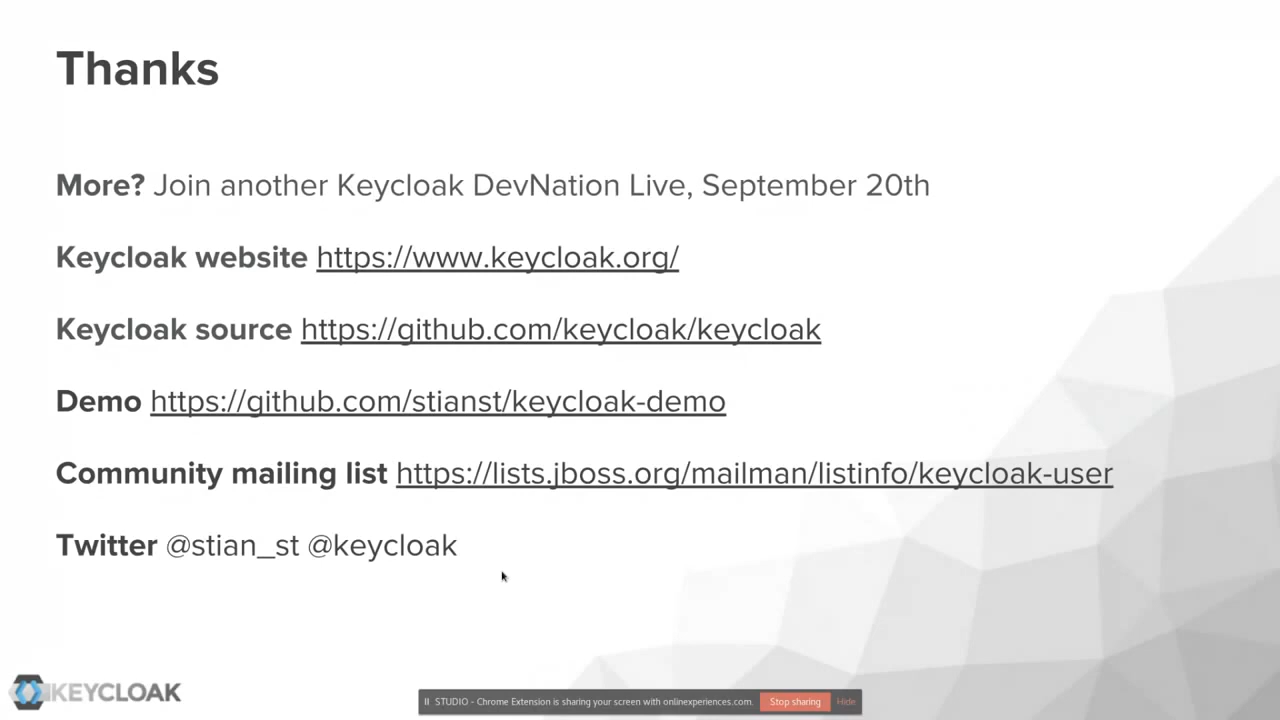 Thanks
More? Join another Keycloak DevNation Live, September 20th
Keycloak website https://www.keycloak.org/
Keycloak source https://github.com/keycloak/keycloak
Demo https://github.com/stianst/keycloak-demo
Community mailing list https://lists.jboss.org/mailman/listinfo/keycloak-user
Twitter @stian_st @keycloak
KEYCLOAK
STUDIO - Chrome Extension is sharing your screen with onlinexperiences.com. Stop sharing Hide